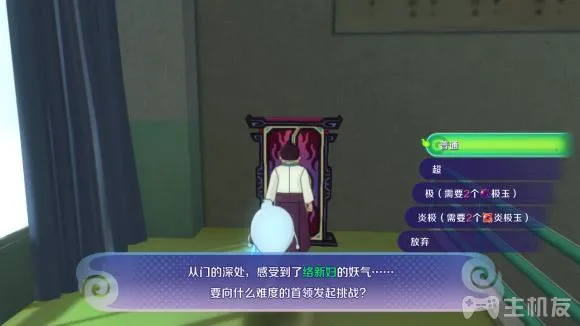 普通
超
极（需要2个极玉）
炎极（需要2个炎极玉）
放弃
从门的深处，感受到了络新妇的妖气……
要向什么难度的首领发起挑战？
主机友